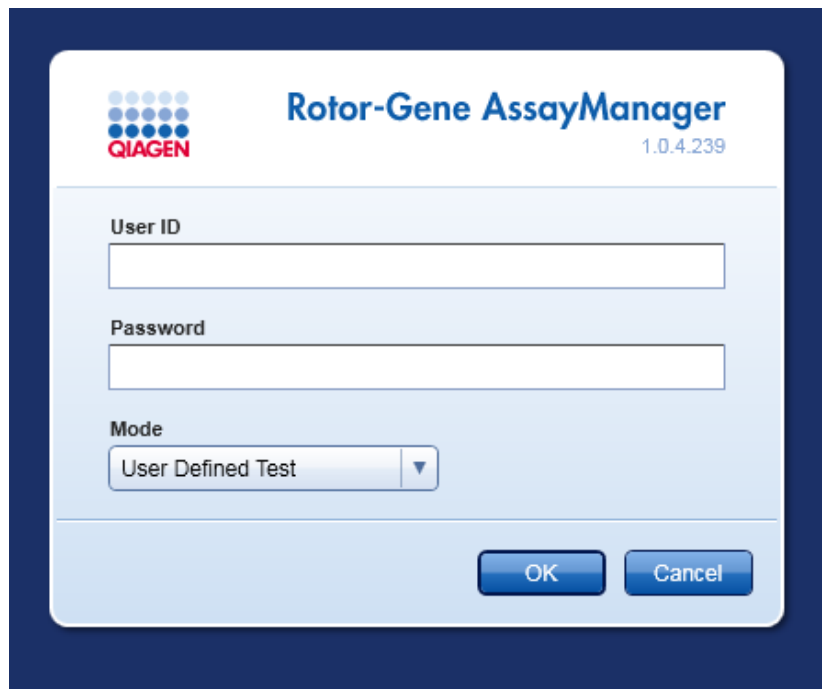 QIAGEN
Rotor-Gene AssayManager
1.0.4.239
User ID
Password
Mode
User Defined Test
OK
Cancel